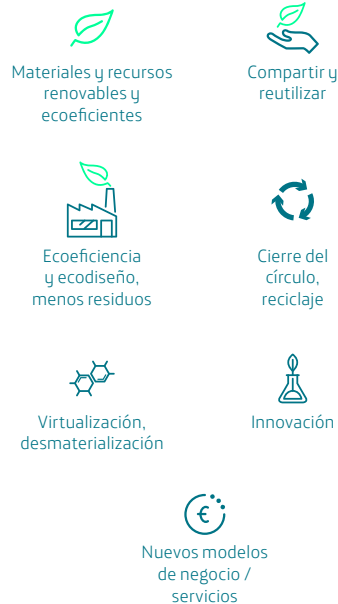 Materiales y recursos
renovables y
ecoeficientes
Compartir y
reutilizar
Ecoeficiencia
y ecodiseño,
menos residuos
Cierre del
círculo,
reciclaje
Virtualización,
desmaterialización
Innovación
€
Nuevos modelos
de negocio /
servicios